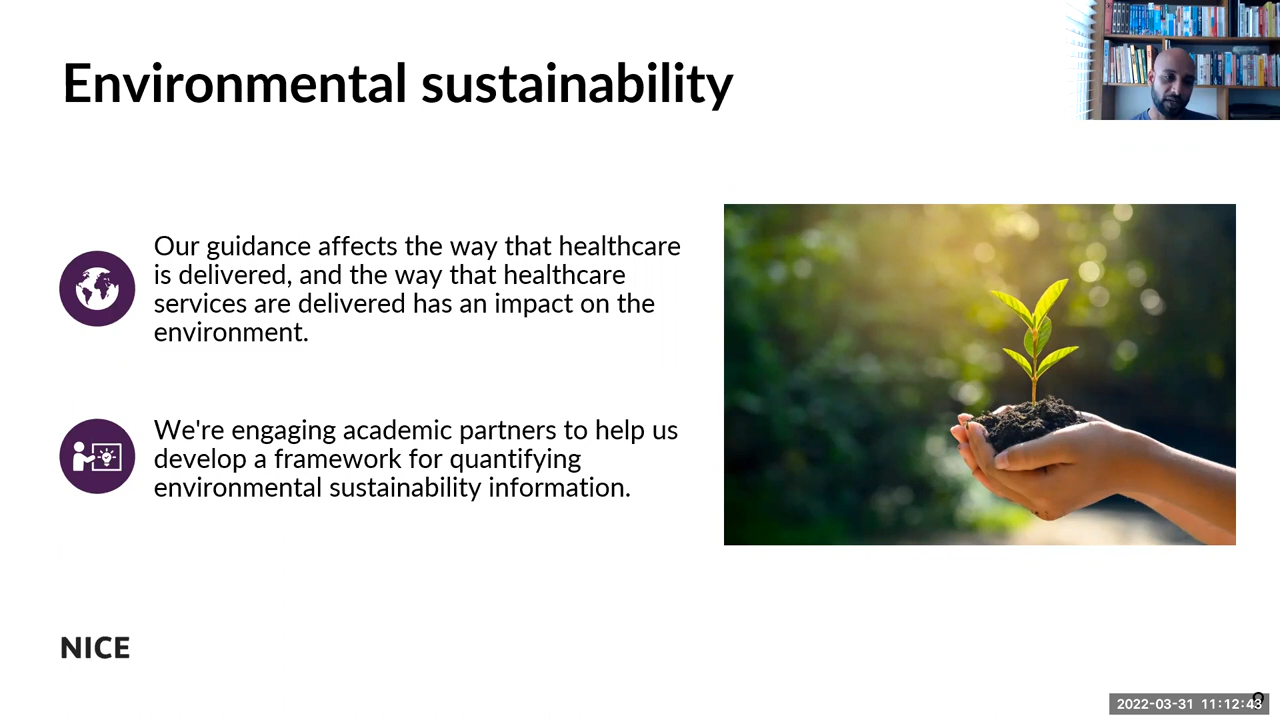 Environmental sustainability
Our guidance affects the way that healthcare
is delivered, and the way that healthcare
services are delivered has an impact on the
environment.
We're engaging academic partners to help us
develop a framework for quantifying
environmental sustainability information.
NICE
2022-03-31 11:12:43